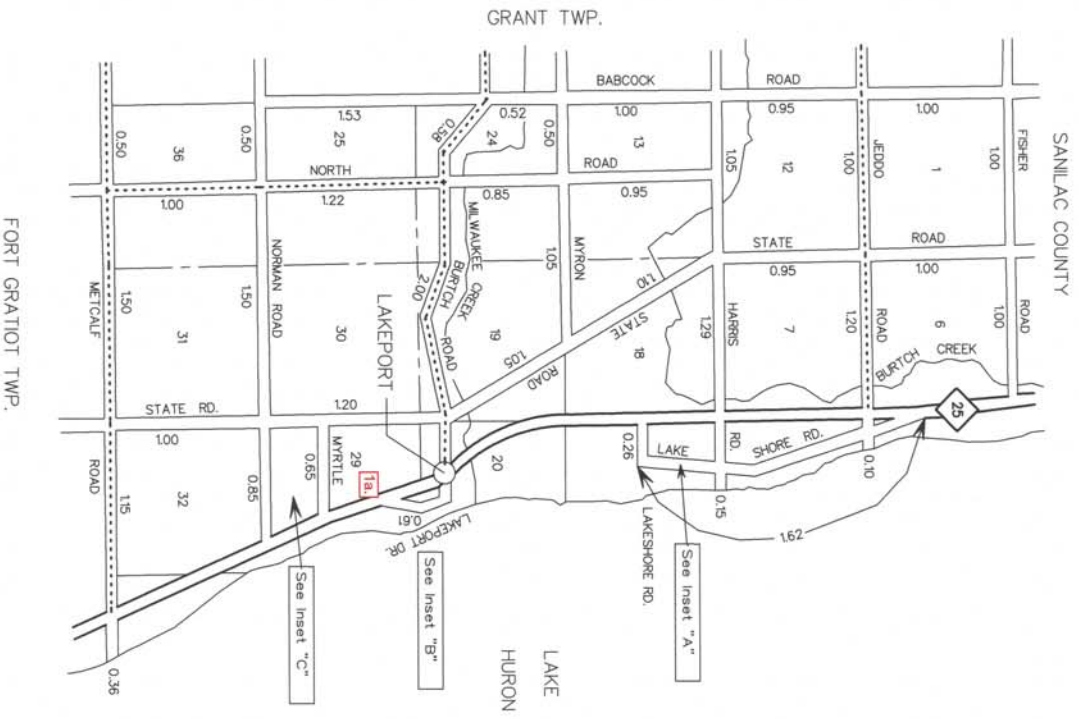 GRANT TWP.
SANILAC COUNTY
FORT GRATIOT TWP.
BABCOCK ROAD
1.53
0.52
1.00
0.95
1.00
0.50
36
0.50
25
0.58
24
0.50
13
1.05
12
1.00
JEDDO
1
1.00
FISHER
NORTH ROAD
1.00
1.22
0.85
0.95
STATE ROAD
0.95
1.00
METCALF
1.50
31
1.50
NORMAN ROAD
30
2.00
BURTCH ROAD
MILWAUKEE CREEK
19
1.05
MYRON
1.10
STATE ROAD
1.05
18
1.29
HARRIS
7
1.20
ROAD
6
1.00
ROAD
BURTCH CREEK
LAKEPORT
STATE RD.
1.20
1.00
ROAD
1.15
32
0.85
0.65
MYRTLE
29
1a.
20
0.26
LAKE SHORE RD.
RD.
0.10
0.15
25
1.62
0.61
LAKEPORT DR.
LAKESHORE RD.
See Inset "A"
See Inset "B"
See Inset "C"
0.36
LAKE
HURON